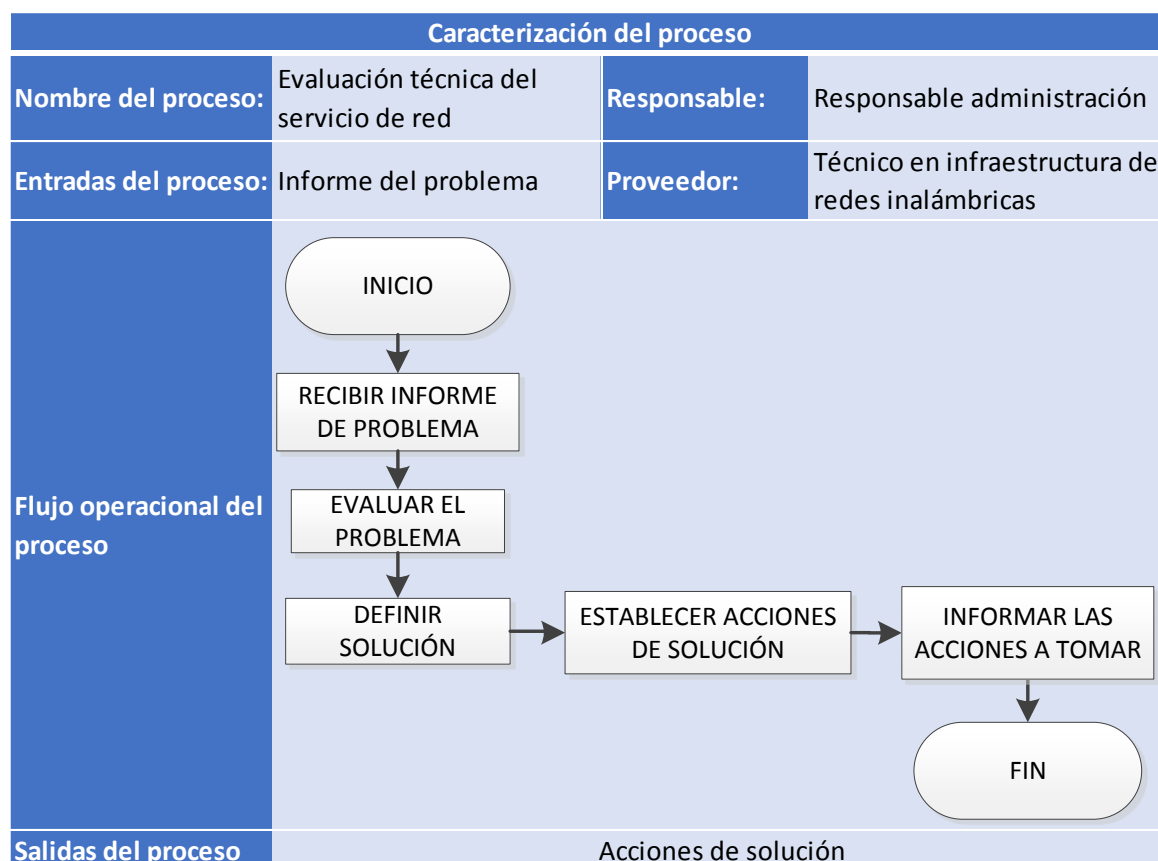 Caracterización del proceso
Nombre del proceso:
Evaluación técnica del
servicio de red
Responsable:
Responsable administración
Entradas del proceso:
Informe del problema
Proveedor:
Técnico en infraestructura de
redes inalámbricas
Flujo operacional del
proceso
INICIO
RECIBIR INFORME
DE PROBLEMA
EVALUAR EL
PROBLEMA
DEFINIR
SOLUCIÓN
ESTABLECER ACCIONES
DE SOLUCIÓN
INFORMAR LAS
ACCIONES A TOMAR
FIN
Salidas del proceso
Acciones de solución